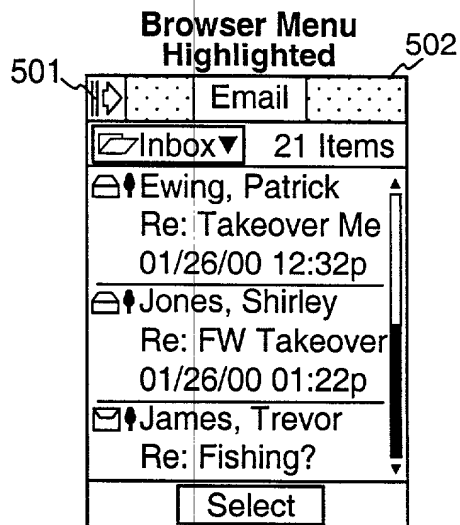 Browser Menu
Highlighted
501
502
Email
Inbox▼ 21 Items
Ewing, Patrick
Re: Takeover Me
01/26/00 12:32p
Jones, Shirley
Re: FW Takeover
01/26/00 01:22p
James, Trevor
Re: Fishing?
Select